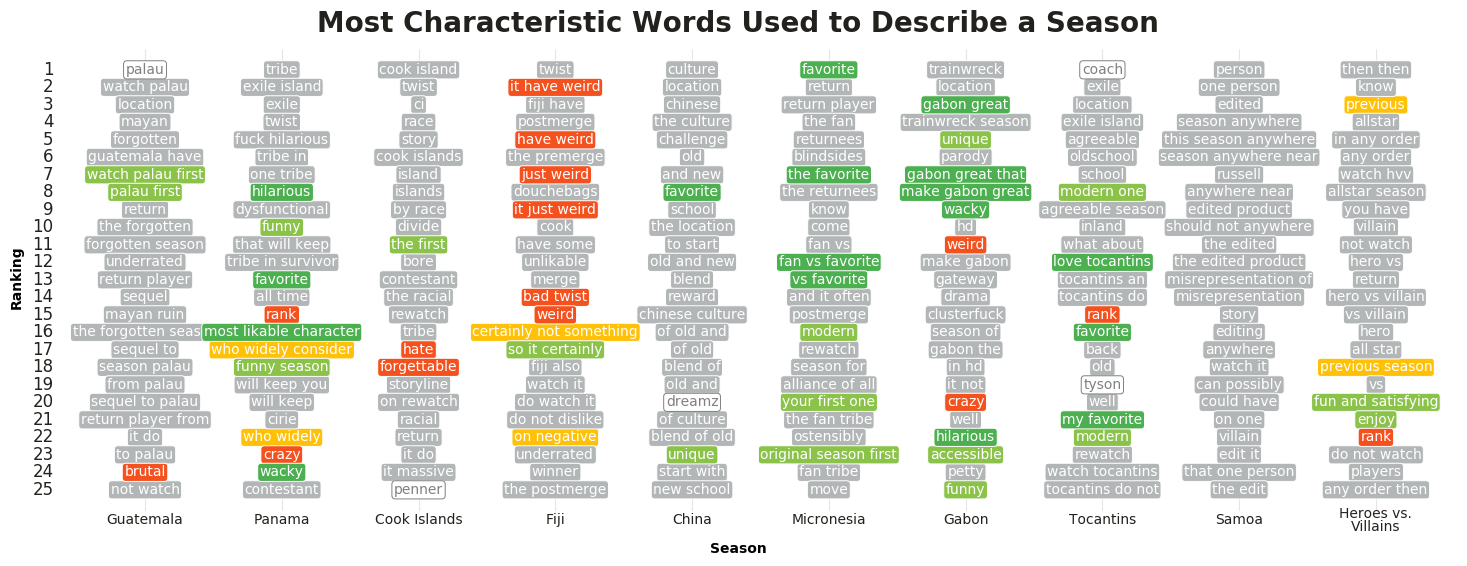 Most Characteristic Words Used to Describe a Season
1 palau tribe cook island twist culture favorite trainwreck coach person then then
2 watch palau exile island twist it have weird location return location exile one person know
3 location exile ci fiji have chinese return player gabon great location edited previous
4 mayan twist race postmerge the culture the fan trainwreck season exile island season anywhere allstar
5 forgotten fuck hilarious story have weird challenge returnees unique agreeable this season anywhere in any order
6 guatemala have tribe in cook islands the premerge old blindsides parody oldschool season anywhere near any order
7 watch palau first one tribe island just weird and new the favorite gabon great that school russell watch hvv
8 palau first hilarious islands douchebags favorite the returnees make gabon great modern one anywhere near allstar season
9 return dysfunctional by race it just weird school know wacky agreeable season edited product you have
10 the forgotten funny divide cook the location come hd inland should not anywhere villain
11 forgotten season that will keep the first have some to start fan vs weird what about the edited not watch
12 underrated tribe in survivor bore unlikable old and new fan vs favorite make gabon love tocantins the edited product hero vs
13 return player favorite contestant merge blend vs favorite gateway tocantins an misrepresentation of return
14 sequel all time the racial bad twist reward and it often drama tocantins do misrepresentation hero vs villain
15 mayan ruin rank rewatch weird chinese culture postmerge clusterfuck rank story vs villain
16 the forgotten seas most likable character tribe certainly not something of old and modern season of favorite editing hero
17 sequel to who widely consider hate so it certainly of old rewatch gabon the back anywhere all star
18 season palau funny season forgettable fiji also blend of season for in hd old watch it previous season
19 from palau will keep you storyline watch it old and alliance of all it not tyson can possibly vs
20 sequel to palau will keep on rewatch do watch it dreamz your first one crazy well could have fun and satisfying
21 return player from cirie racial do not dislike of culture the fan tribe well my favorite on one enjoy
22 it do who widely return on negative blend of old ostensibly hilarious modern villain rank
23 to palau crazy it do underrated unique original season first accessible rewatch edit it do not watch
24 brutal wacky it massive winner start with fan tribe petty watch tocantins that one person players
25 not watch contestant penner the postmerge new school move funny tocantins do not the edit any order then
Ranking
Guatemala Panama Cook Islands Fiji China Micronesia Gabon Tocantins Samoa Heroes vs.
Villains
Season